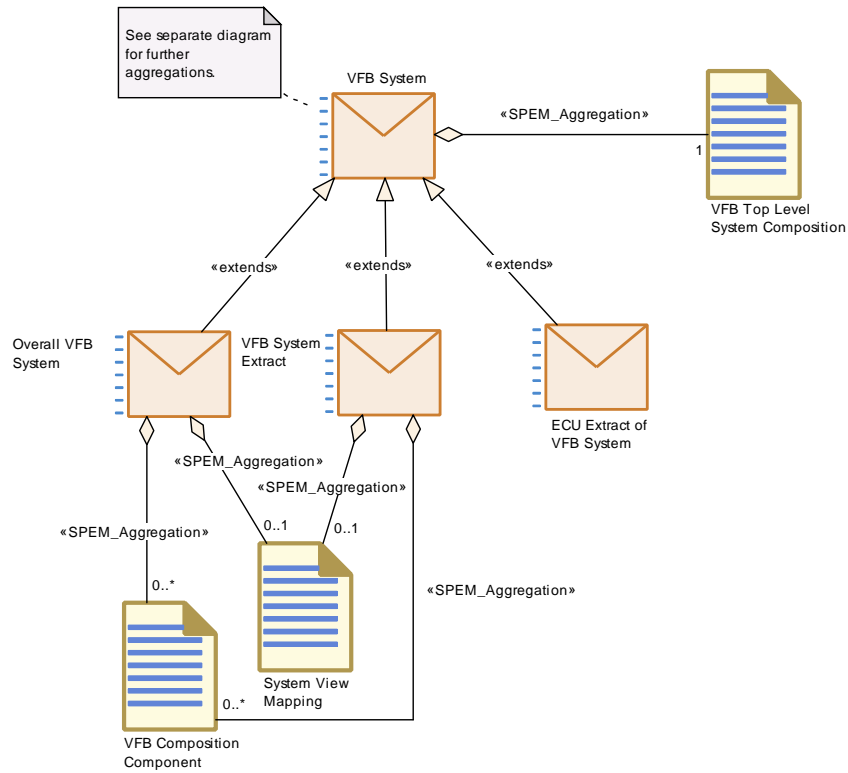 See separate diagram
for further
aggregations.
VFB System
«SPEM_Aggregation»
1
VFB Top Level
System Composition
«extends»
«extends»
«extends»
Overall VFB
System
VFB System
Extract
ECU Extract of
VFB System
«SPEM_Aggregation»
«SPEM_Aggregation»
«SPEM_Aggregation»
0..1
0..1
0..*
«SPEM_Aggregation»
System View
Mapping
0..*
VFB Composition
Component